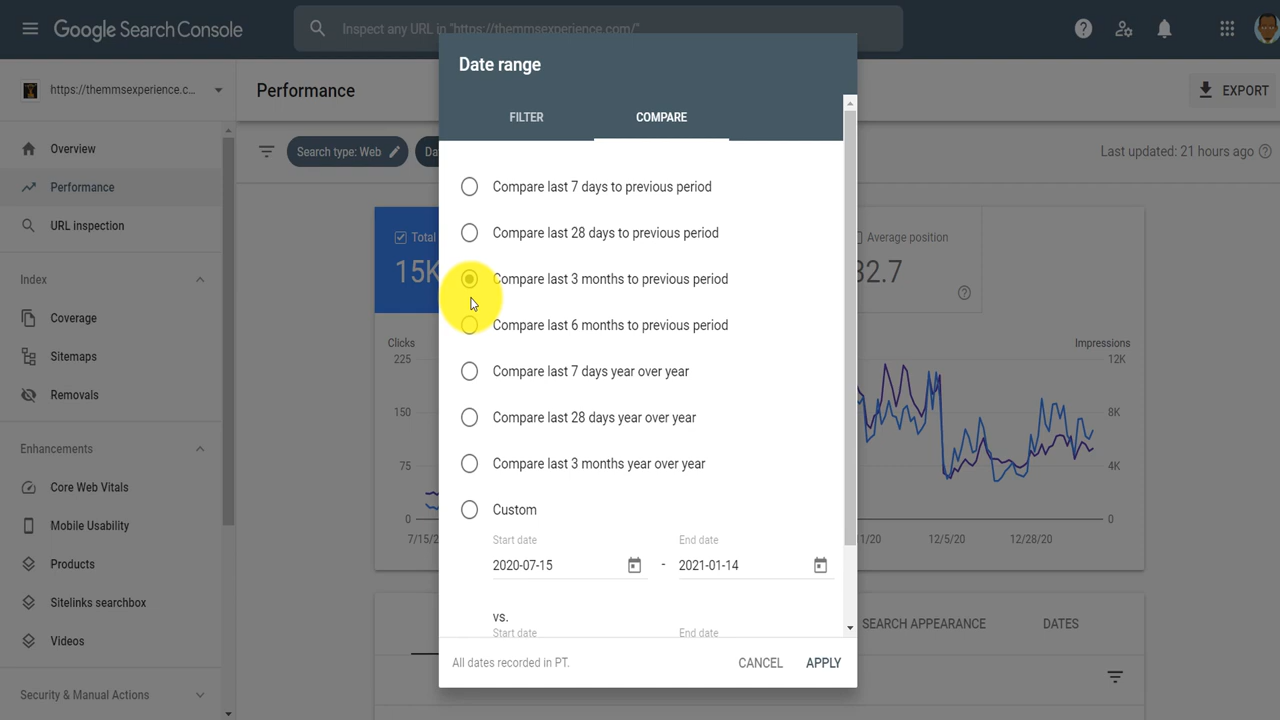 Google Search Console
Inspect any URL in "https://themmsexperience.com/"
https://themmsexperience.c...
Performance
EXPORT
Overview
Performance
URL inspection
Index
Coverage
Sitemaps
Removals
Enhancements
Core Web Vitals
Mobile Usability
Products
Sitelinks searchbox
Videos
Security & Manual Actions
Search type: Web
Da
Last updated: 21 hours ago
Total
15K
Average position
32.7
Clicks
225
150
75
0
Impressions
12K
8K
4K
0
7/15/2
1/20
12/5/20
12/28/20
SEARCH APPEARANCE
DATES
Date range
FILTER
COMPARE
Compare last 7 days to previous period
Compare last 28 days to previous period
Compare last 3 months to previous period
Compare last 6 months to previous period
Compare last 7 days year over year
Compare last 28 days year over year
Compare last 3 months year over year
Custom
Start date End date
2020-07-15 - 2021-01-14
vs.
Start date End date
All dates recorded in PT.
CANCEL
APPLY